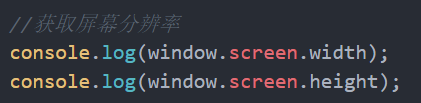 //获取屏幕分辨率
console.log(window.screen.width);
console.log(window.screen.height);